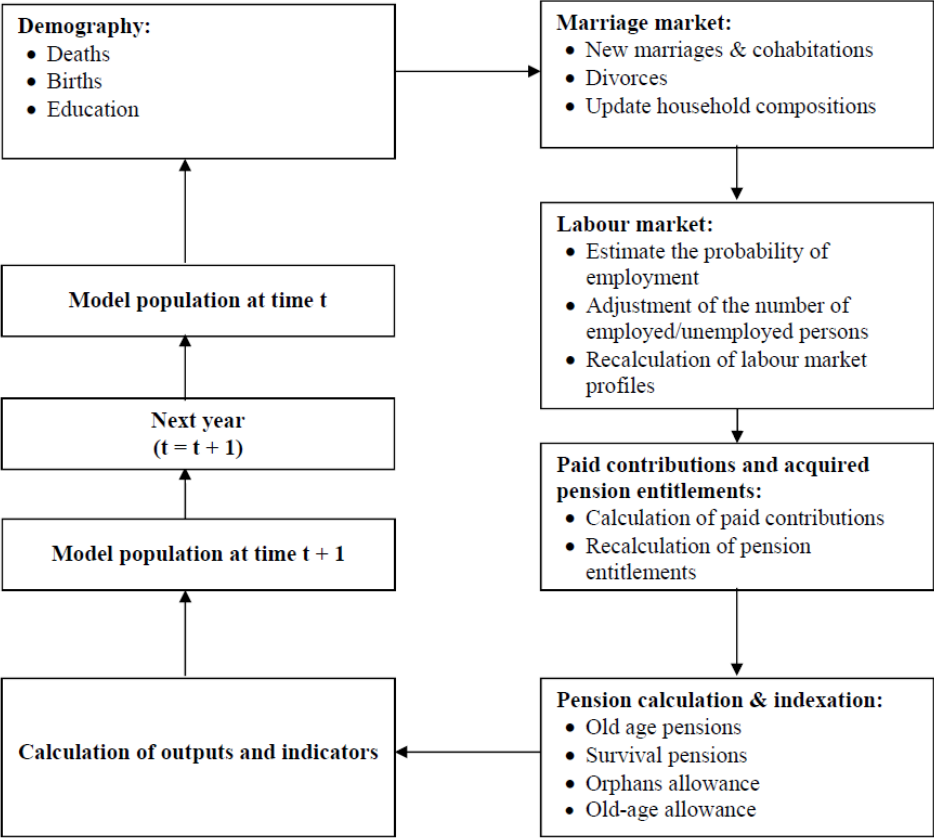 Demography:
• Deaths
• Births
• Education
Marriage market:
• New marriages & cohabitations
• Divorces
• Update household compositions
Labour market:
• Estimate the probability of
employment
• Adjustment of the number of
employed/unemployed persons
• Recalculation of labour market
profiles
Paid contributions and acquired
pension entitlements:
• Calculation of paid contributions
• Recalculation of pension
entitlements
Pension calculation & indexation:
• Old age pensions
• Survival pensions
• Orphans allowance
• Old-age allowance
Calculation of outputs and indicators
Model population at time t + 1
Next year
(t = t + 1)
Model population at time t